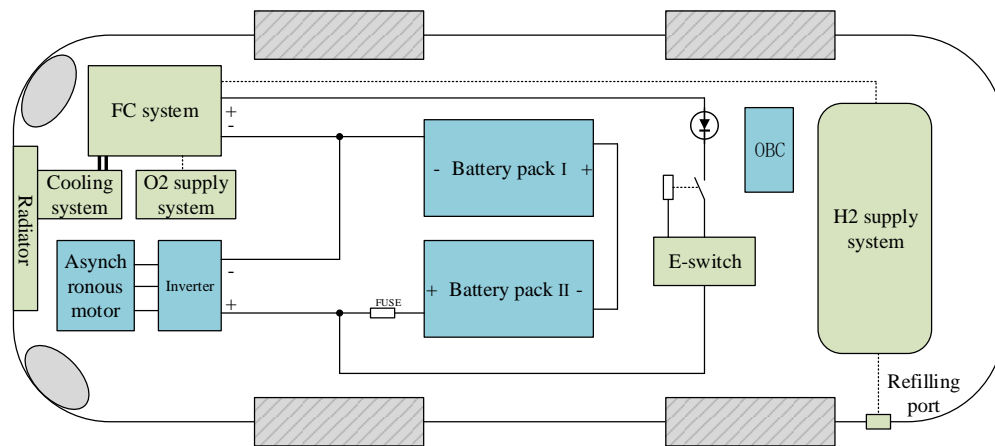 FC system
+
-
Cooling
system
O2 supply
system
Radiator
Asynch
ronous
motor
Inverter
-
+
- Battery pack I +
+ Battery pack II -
FUSE
OBC
E-switch
H2 supply
system
Refilling
port